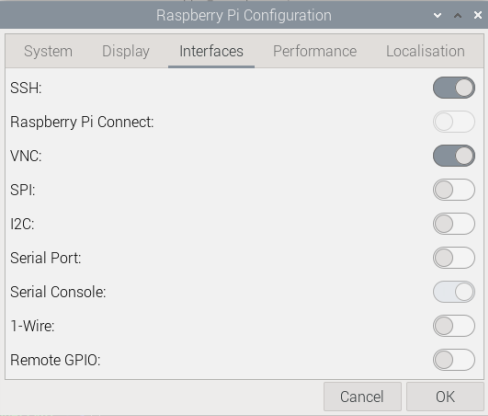 Raspberry Pi Configuration
System Display Interfaces Performance Localisation
SSH:
Raspberry Pi Connect:
VNC:
SPI:
I2C:
Serial Port:
Serial Console:
1-Wire:
Remote GPIO:
Cancel OK